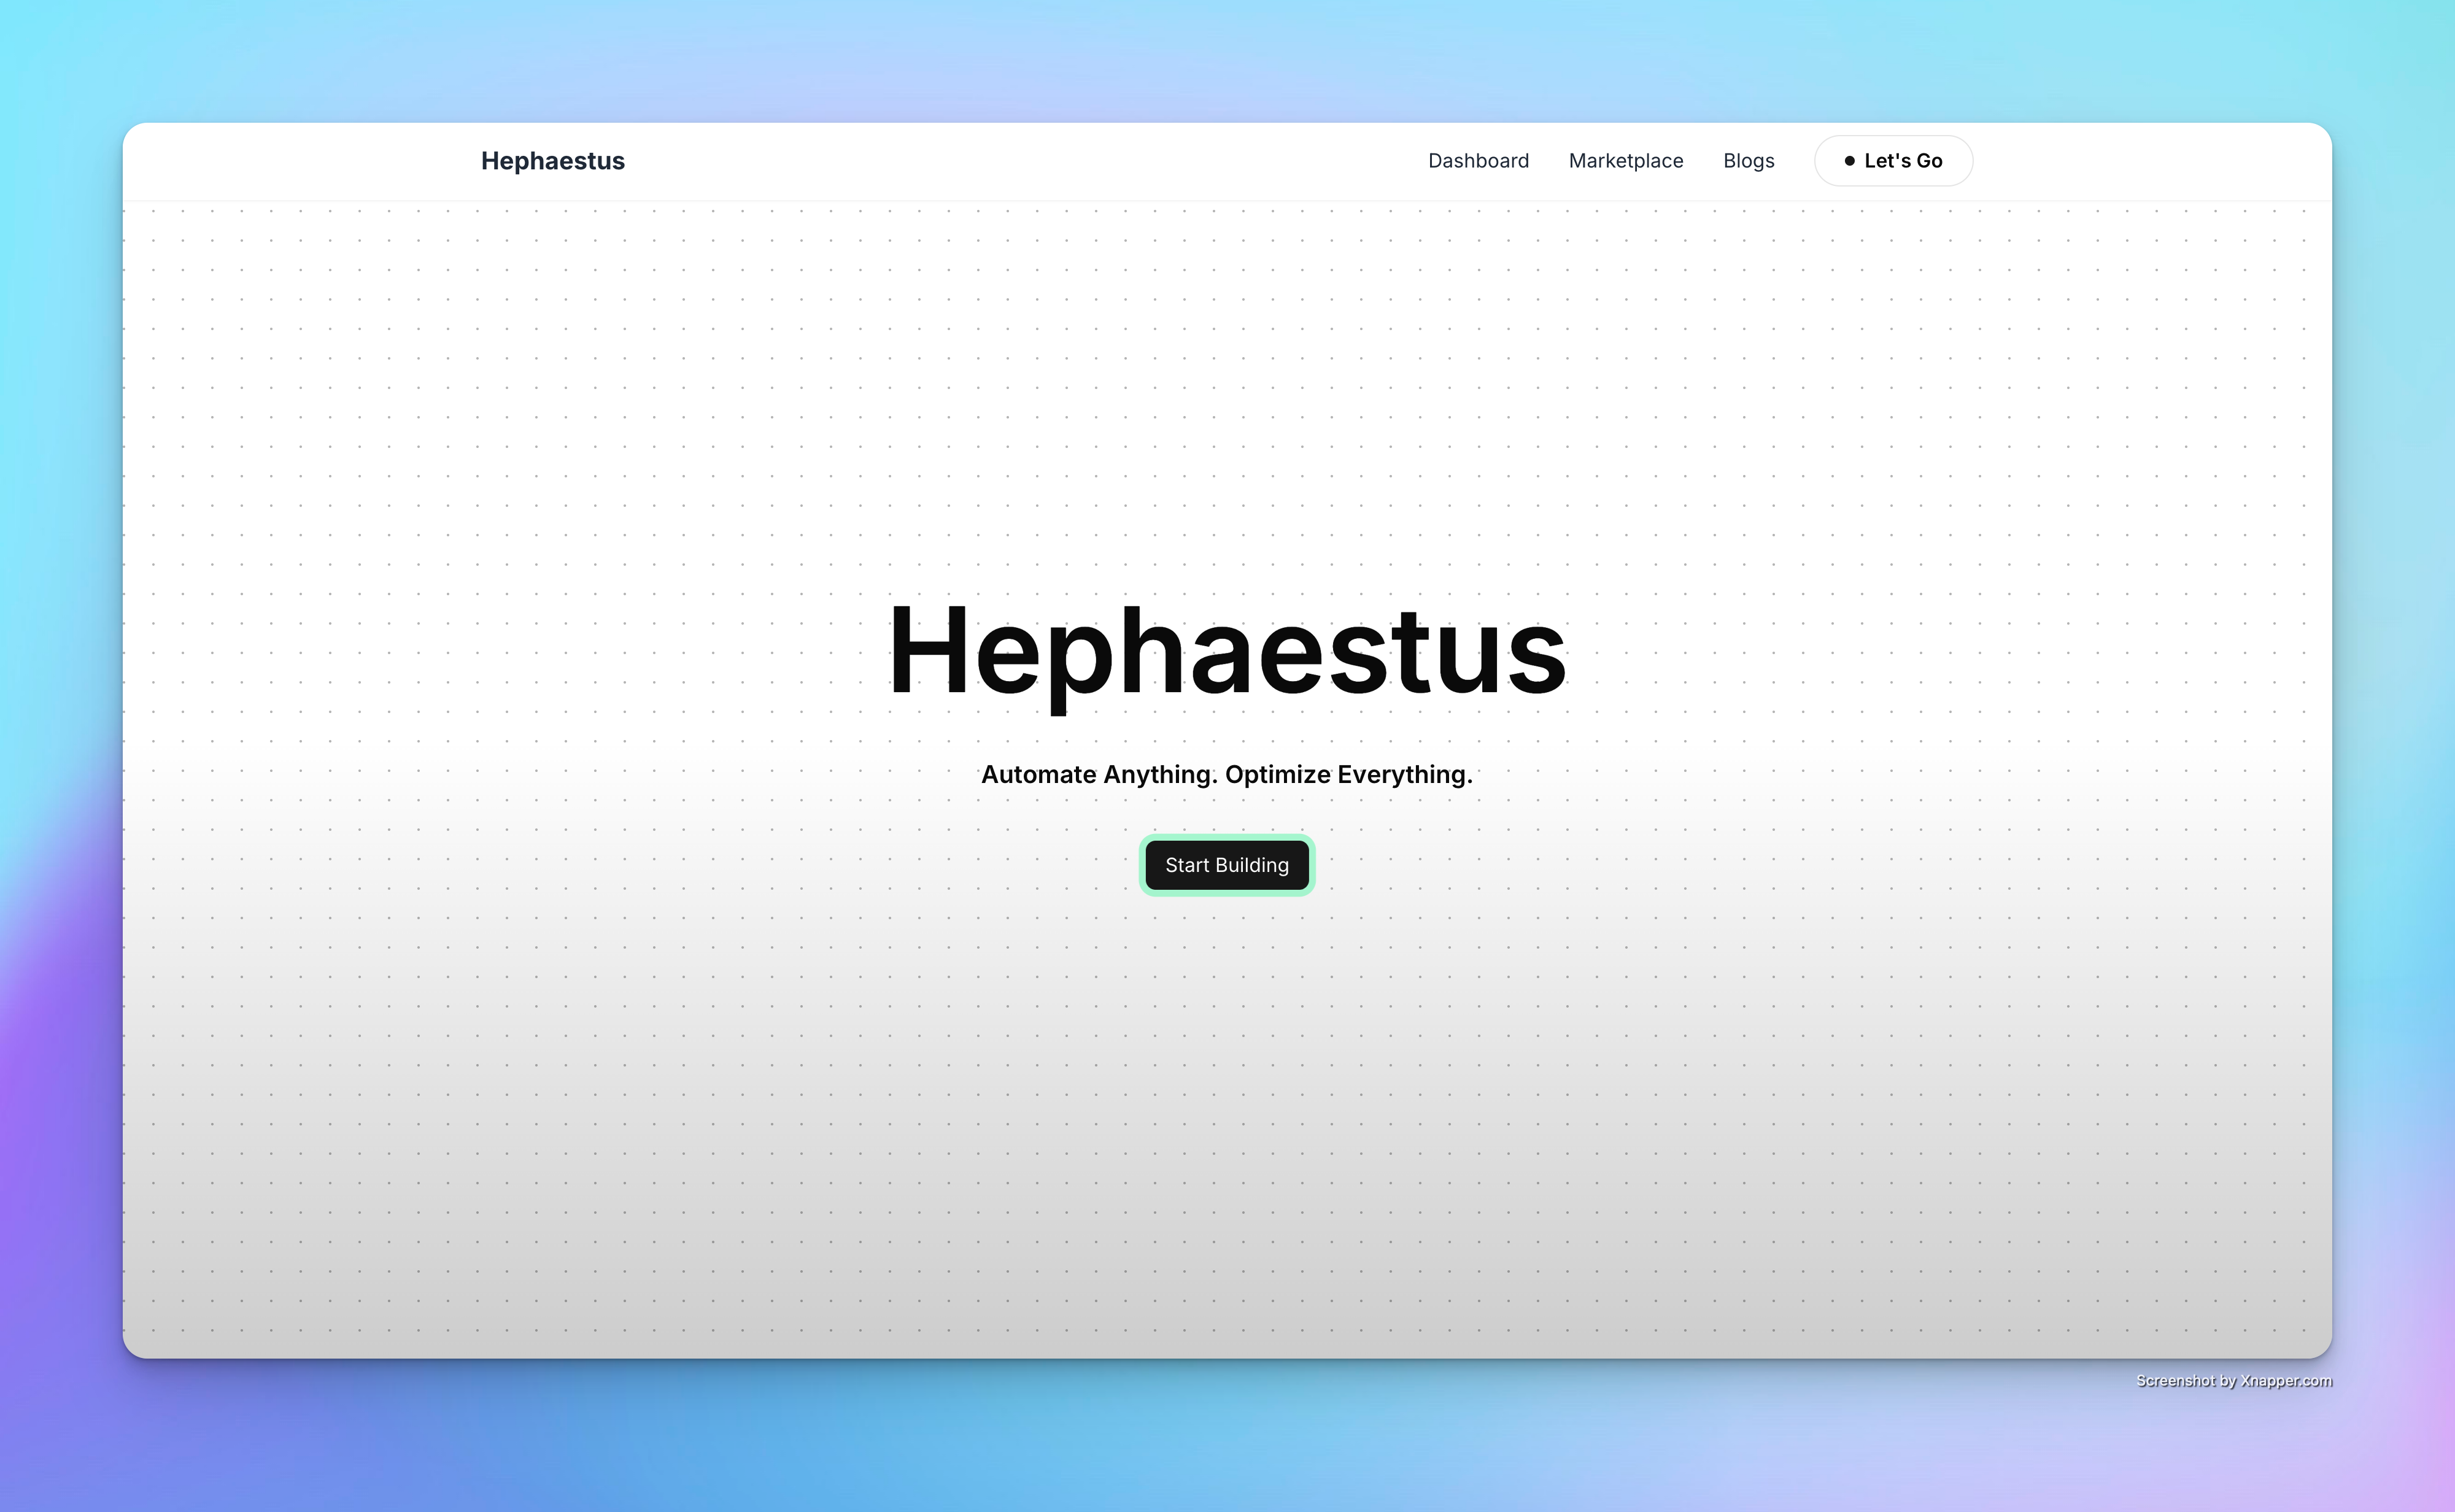 Hephaestus
Dashboard Marketplace Blogs Let's Go
Hephaestus
Automate Anything. Optimize Everything.
Start Building
Screenshot by Xnapper.com